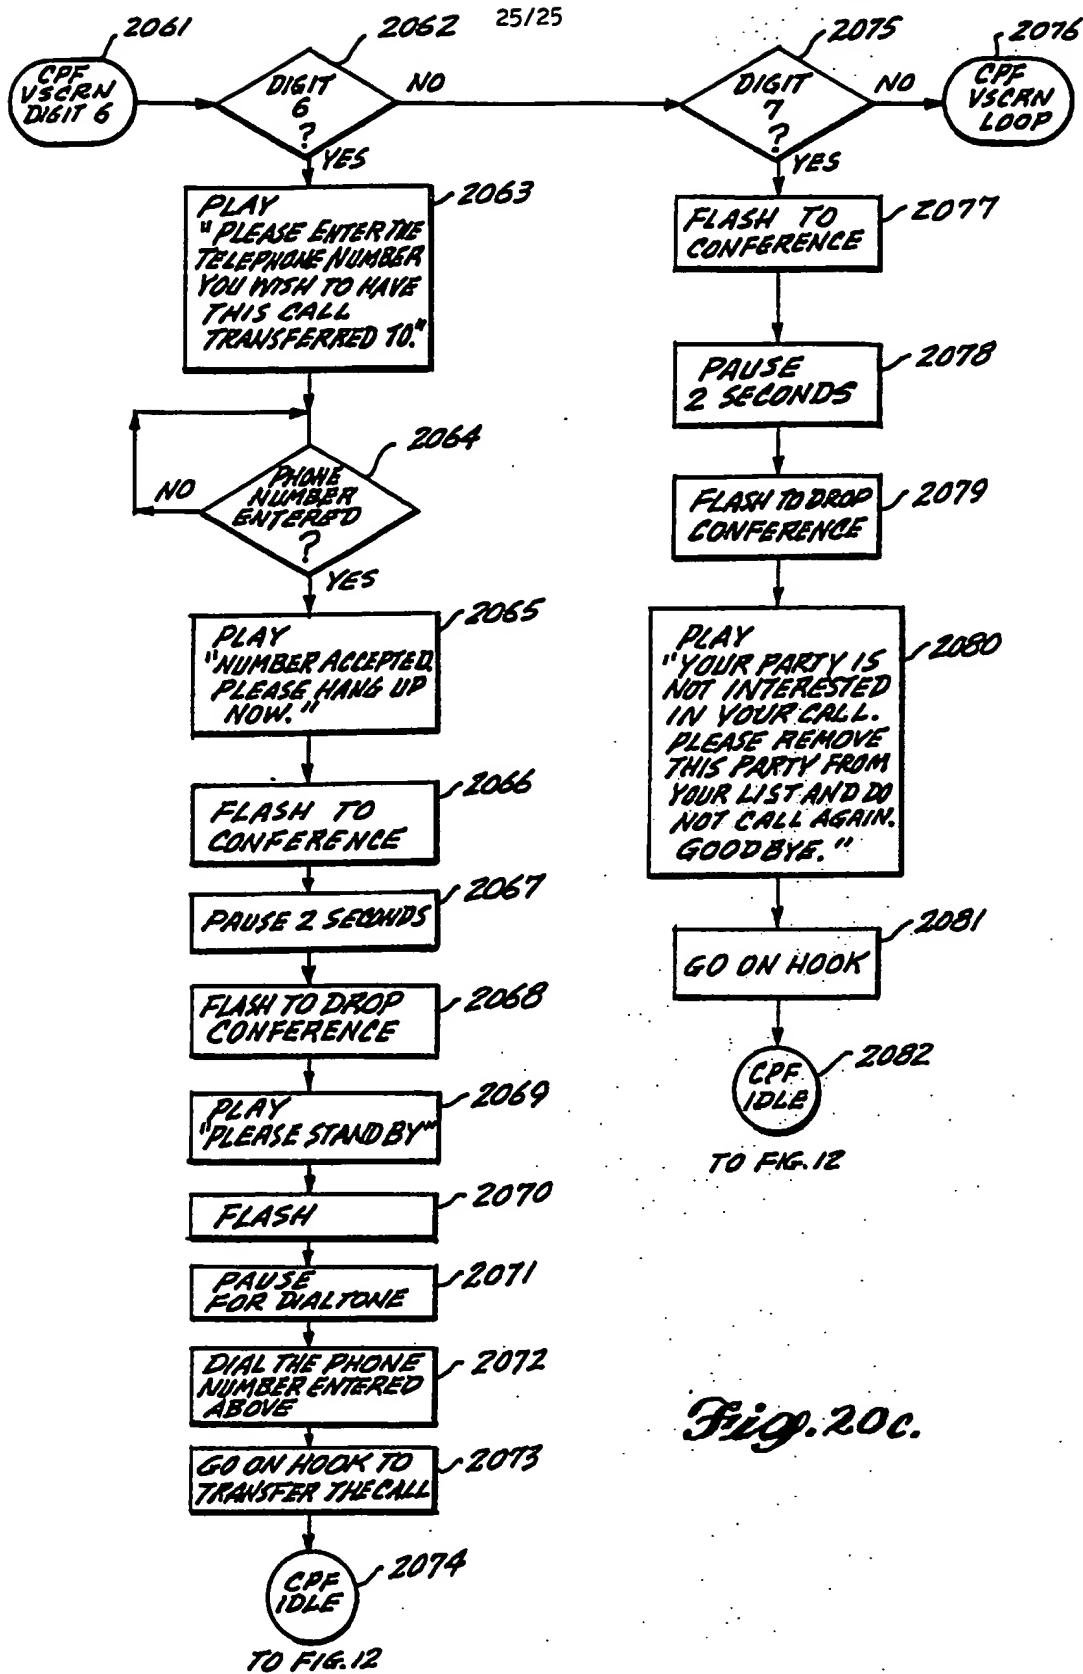 25/25
2061
CPF
VSCRN
DIGIT 6
2062
DIGIT
6
?
NO
YES
2075
DIGIT
7
?
NO
YES
2076
CPF
VSCRN
LOOP
2063
PLAY
"PLEASE ENTER THE
TELEPHONE NUMBER
YOU WISH TO HAVE
THIS CALL
TRANSFERRED TO."
2064
PHONE
NUMBER
ENTERED
?
NO
YES
2065
PLAY
"NUMBER ACCEPTED.
PLEASE HANG UP
NOW."
2066
FLASH TO
CONFERENCE
2067
PAUSE 2 SECONDS
2068
FLASH TO DROP
CONFERENCE
2069
PLAY
"PLEASE STAND BY"
2070
FLASH
2071
PAUSE
FOR DIALTONE
2072
DIAL THE PHONE
NUMBER ENTERED
ABOVE
2073
GO ON HOOK TO
TRANSFER THE CALL
2074
CPF
IDLE
TO FIG. 12
2077
FLASH TO
CONFERENCE
2078
PAUSE
2 SECONDS
2079
FLASH TO DROP
CONFERENCE
2080
PLAY
"YOUR PARTY IS
NOT INTERESTED
IN YOUR CALL.
PLEASE REMOVE
THIS PARTY FROM
YOUR LIST AND DO
NOT CALL AGAIN.
GOODBYE."
2081
GO ON HOOK
2082
CPF
IDLE
TO FIG. 12
Fig. 20c.